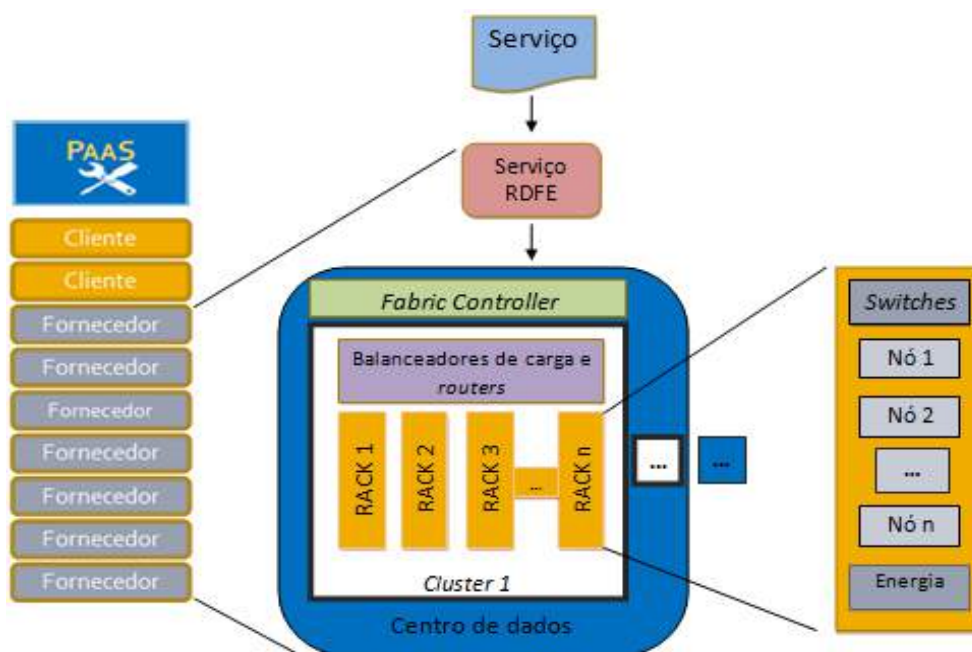 Serviço
PAAS
Serviço
RDFE
Cliente
Cliente
Fornecedor
Fornecedor
Fornecedor
Fornecedor
Fornecedor
Fornecedor
Fornecedor
Fabric Controller
Balanceadores de carga e
routers
RACK 1
RACK 2
RACK 3
...
RACK n
Cluster 1
Centro de dados
...
...
Switches
Nó 1
Nó 2
...
Nó n
Energia